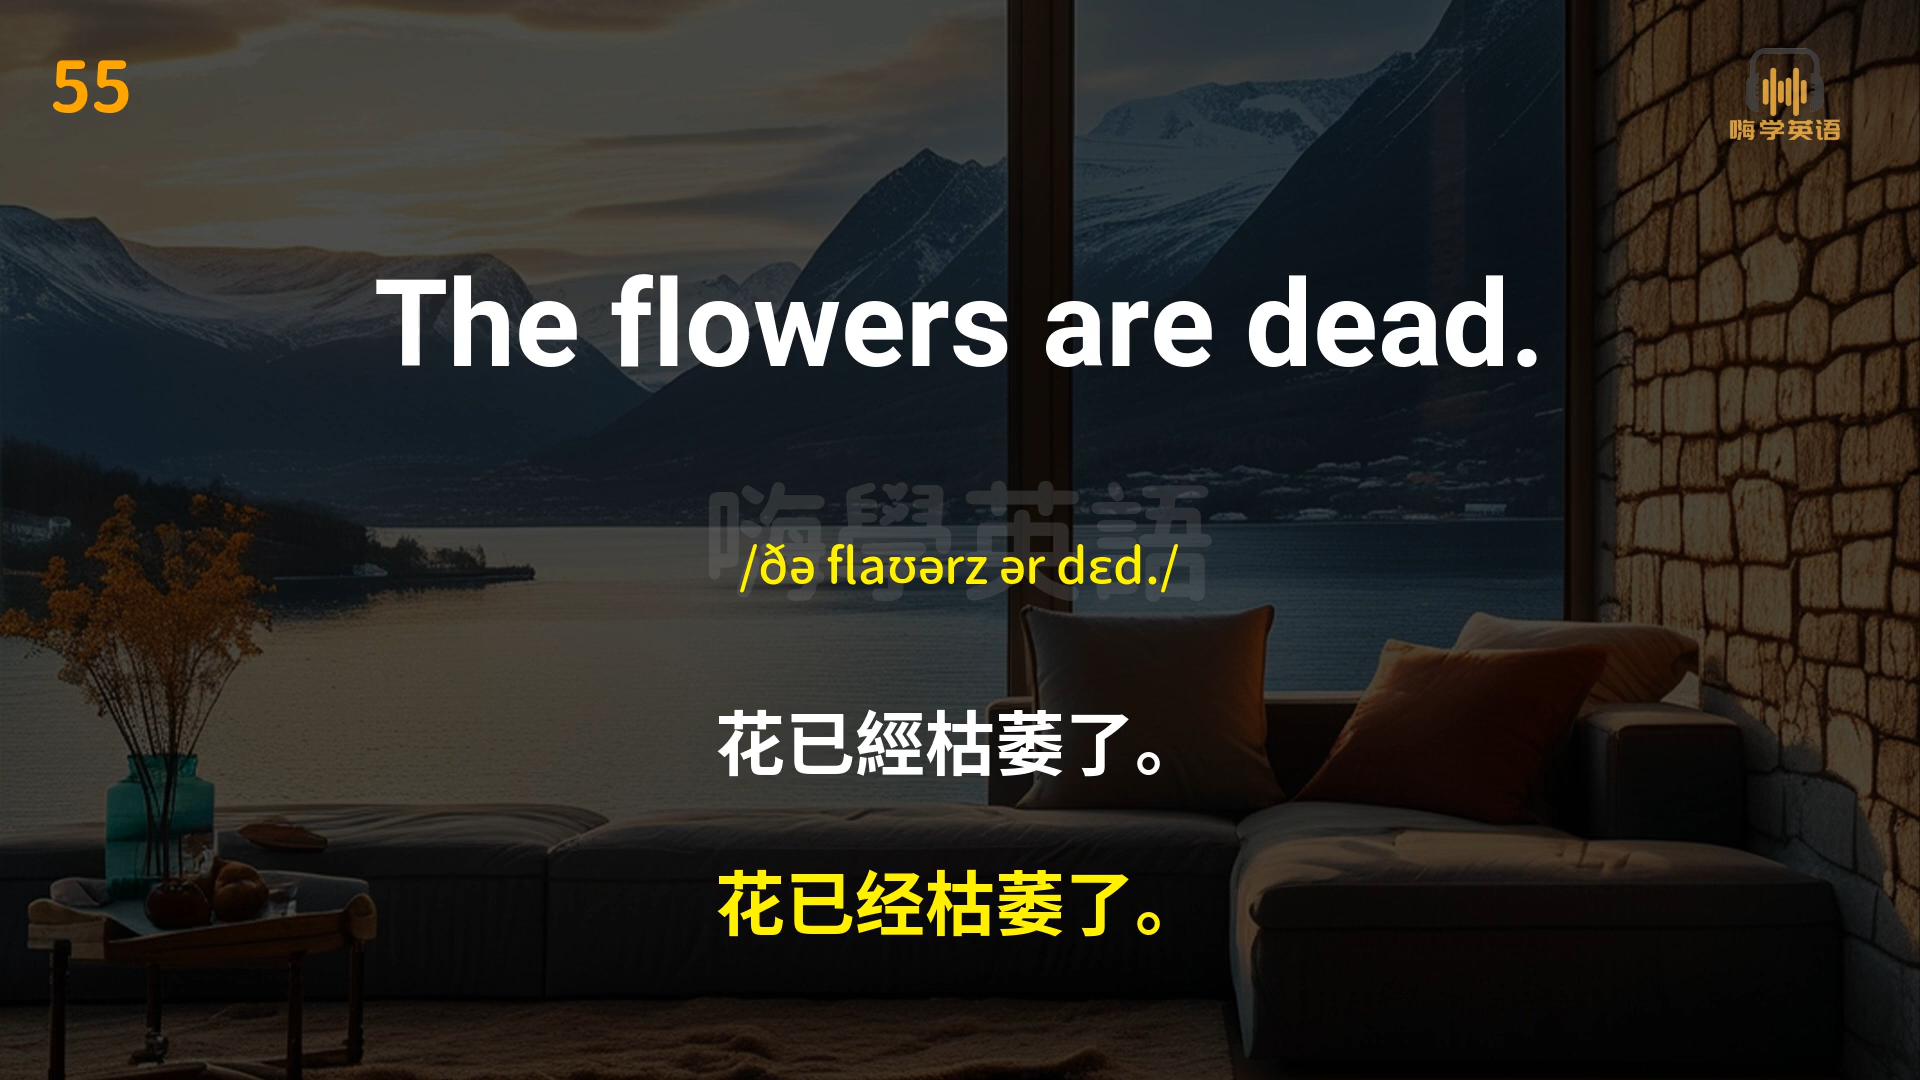 55
嗨学英语
The flowers are dead.
嗨學英語
/ðə flaʊərz ər dɛd./
花已經枯萎了。
花已经枯萎了。